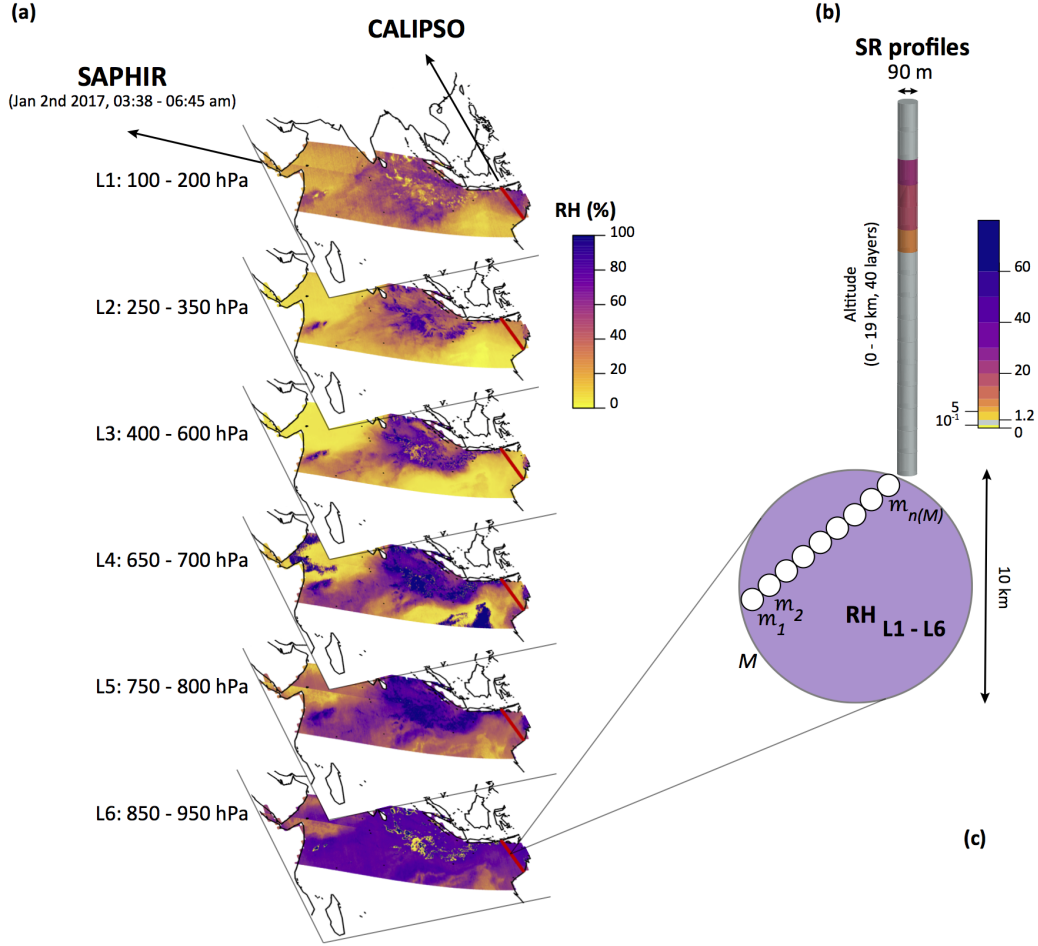 (a)
CALIPSO
SAPHIR
(Jan 2nd 2017, 03:38 - 06:45 am)
L1: 100 - 200 hPa
L2: 250 - 350 hPa
L3: 400 - 600 hPa
L4: 650 - 700 hPa
L5: 750 - 800 hPa
L6: 850 - 950 hPa
RH (%)
100
80
60
40
20
0
(b)
SR profiles
90 m
Altitude
(0 - 19 km, 40 layers)
60
40
20
5
10-1
1.2
0
mn(M)
m2
m1
RH L1 - L6
M
10 km
(c)